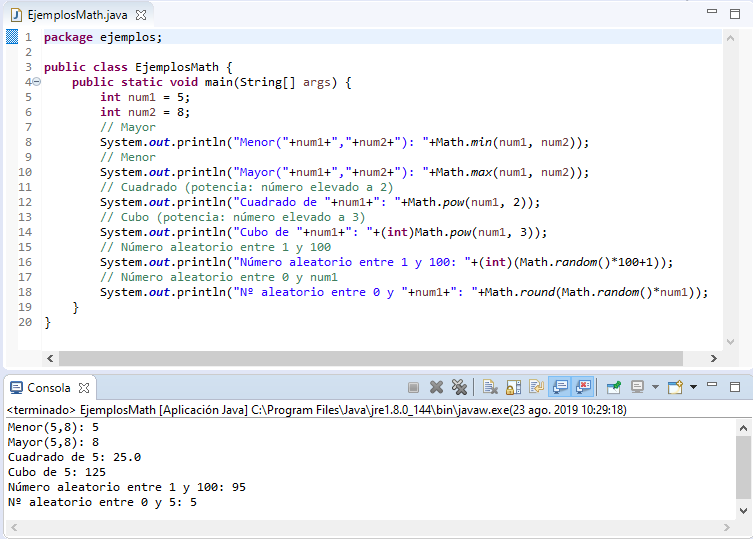 EjemplosMath.java
1 package ejemplos;
2
3 public class EjemplosMath {
4 public static void main(String[] args) {
5 int num1 = 5;
6 int num2 = 8;
7 // Mayor
8 System.out.println("Menor("+num1+","+num2+"): "+Math.min(num1, num2));
9 // Menor
10 System.out.println("Mayor("+num1+","+num2+"): "+Math.max(num1, num2));
11 // Cuadrado (potencia: número elevado a 2)
12 System.out.println("Cuadrado de "+num1+": "+Math.pow(num1, 2));
13 // Cubo (potencia: número elevado a 3)
14 System.out.println("Cubo de "+num1+": "+(int)Math.pow(num1, 3));
15 // Número aleatorio entre 1 y 100
16 System.out.println("Número aleatorio entre 1 y 100: "+(int)(Math.random()*100+1));
17 // Número aleatorio entre 0 y num1
18 System.out.println("Nº aleatorio entre 0 y "+num1+": "+Math.round(Math.random()*num1));
19 }
20 }
Consola
<terminado> EjemplosMath [Aplicación Java] C:\Program Files\Java\jre1.8.0_144\bin\javaw.exe(23 ago. 2019 10:29:18)
Menor(5,8): 5
Mayor(5,8): 8
Cuadrado de 5: 25.0
Cubo de 5: 125
Número aleatorio entre 1 y 100: 95
Nº aleatorio entre 0 y 5: 5